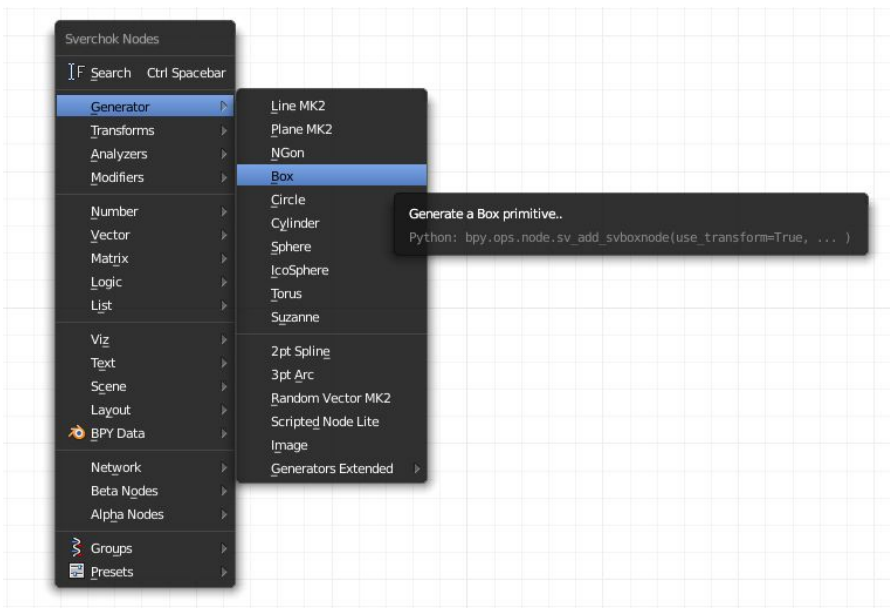 Sverchok Nodes
Search Ctrl Spacebar
Generator
Transforms
Analyzers
Modifiers
Number
Vector
Matrix
Logic
List
Viz
Text
Scene
Layout
BPY Data
Network
Beta Nodes
Alpha Nodes
Groups
Presets
Line MK2
Plane MK2
NGon
Box
Circle
Cylinder
Sphere
IcoSphere
Torus
Suzanne
2pt Spline
3pt Arc
Random Vector MK2
Scripted Node Lite
Image
Generators Extended
Generate a Box primitive..
Python: bpy.ops.node.sv_add_svboxnode(use_transform=True, ... )